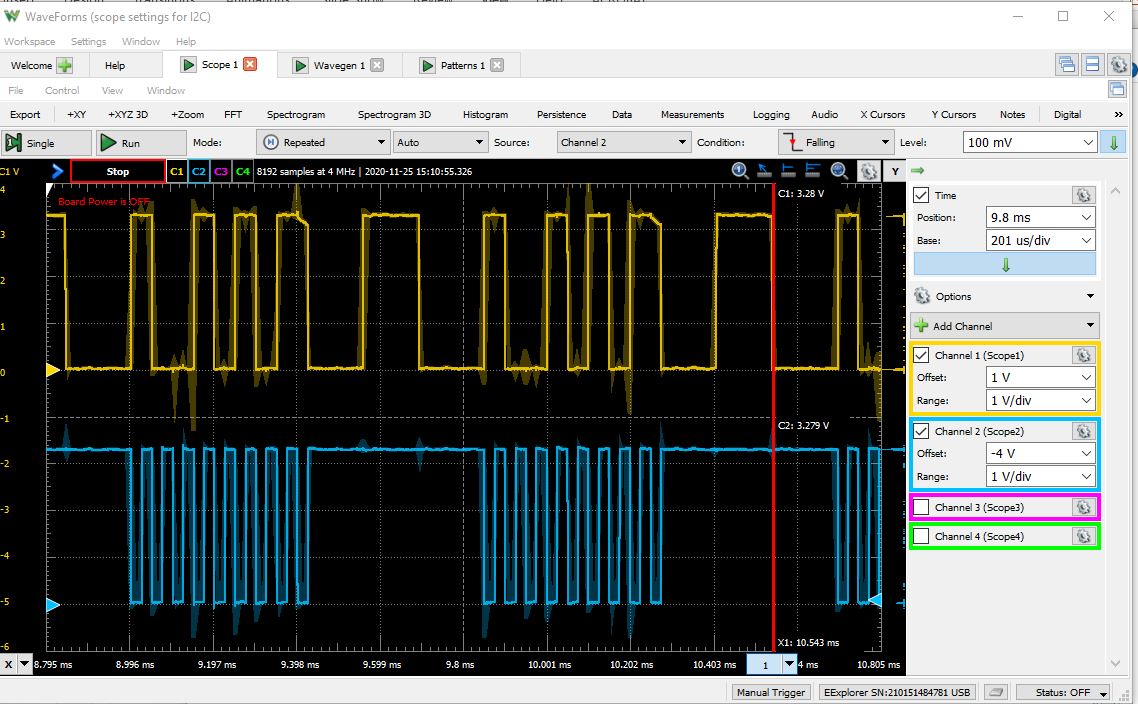 WaveForms (scope settings for I2C)
Workspace Settings Window Help
Welcome Help Scope 1 Wavegen 1 Patterns 1
File Control View Window
Export +XY +XYZ 3D +Zoom FFT Spectrogram Spectrogram 3D Histogram Persistence Data Measurements Logging Audio X Cursors Y Cursors Notes Digital »
Single Run Mode: Repeated Auto Source: Channel 2 Condition: Falling Level: 100 mV
C1 V Stop C1 C2 C3 C4 8192 samples at 4 MHz | 2020-11-25 15:10:55.326 Y
Board Power is OFF
C1: 3.28 V
4
3
2
1
0
-1
-2
-3
-4
-5
-6
C2: 3.279 V
X1: 10.543 ms
X 8.795 ms 8.996 ms 9.197 ms 9.398 ms 9.599 ms 9.8 ms 10.001 ms 10.202 ms 10.403 ms 1 4 ms 10.805 ms
Time
Position: 9.8 ms
Base: 201 us/div
Options
Add Channel
Channel 1 (Scope1)
Offset: 1 V
Range: 1 V/div
Channel 2 (Scope2)
Offset: -4 V
Range: 1 V/div
Channel 3 (Scope3)
Channel 4 (Scope4)
Manual Trigger EExplorer SN:210151484781 USB Status: OFF